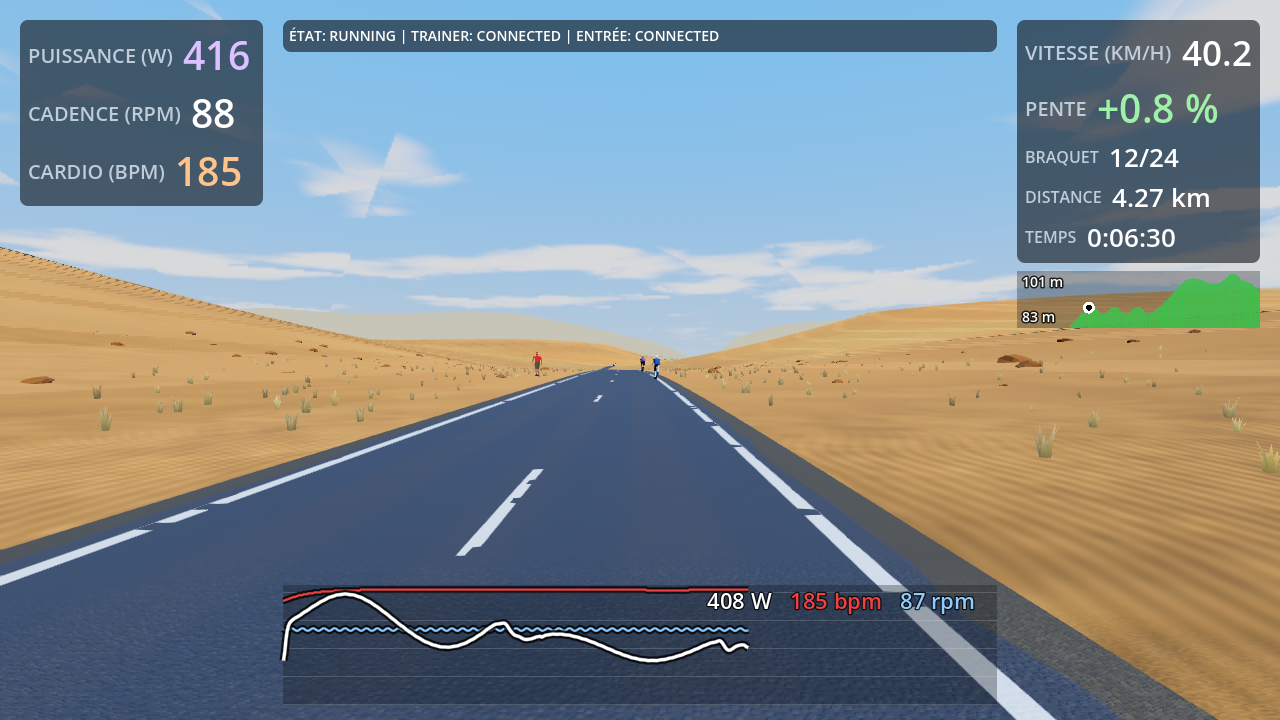 PUISSANCE (W) 416
CADENCE (RPM) 88
CARDIO (BPM) 185
ÉTAT: RUNNING | TRAINER: CONNECTED | ENTRÉE: CONNECTED
VITESSE (KM/H) 40.2
PENTE +0.8 %
BRAQUET 12/24
DISTANCE 4.27 km
TEMPS 0:06:30
101 m
83 m
408 W 185 bpm 87 rpm